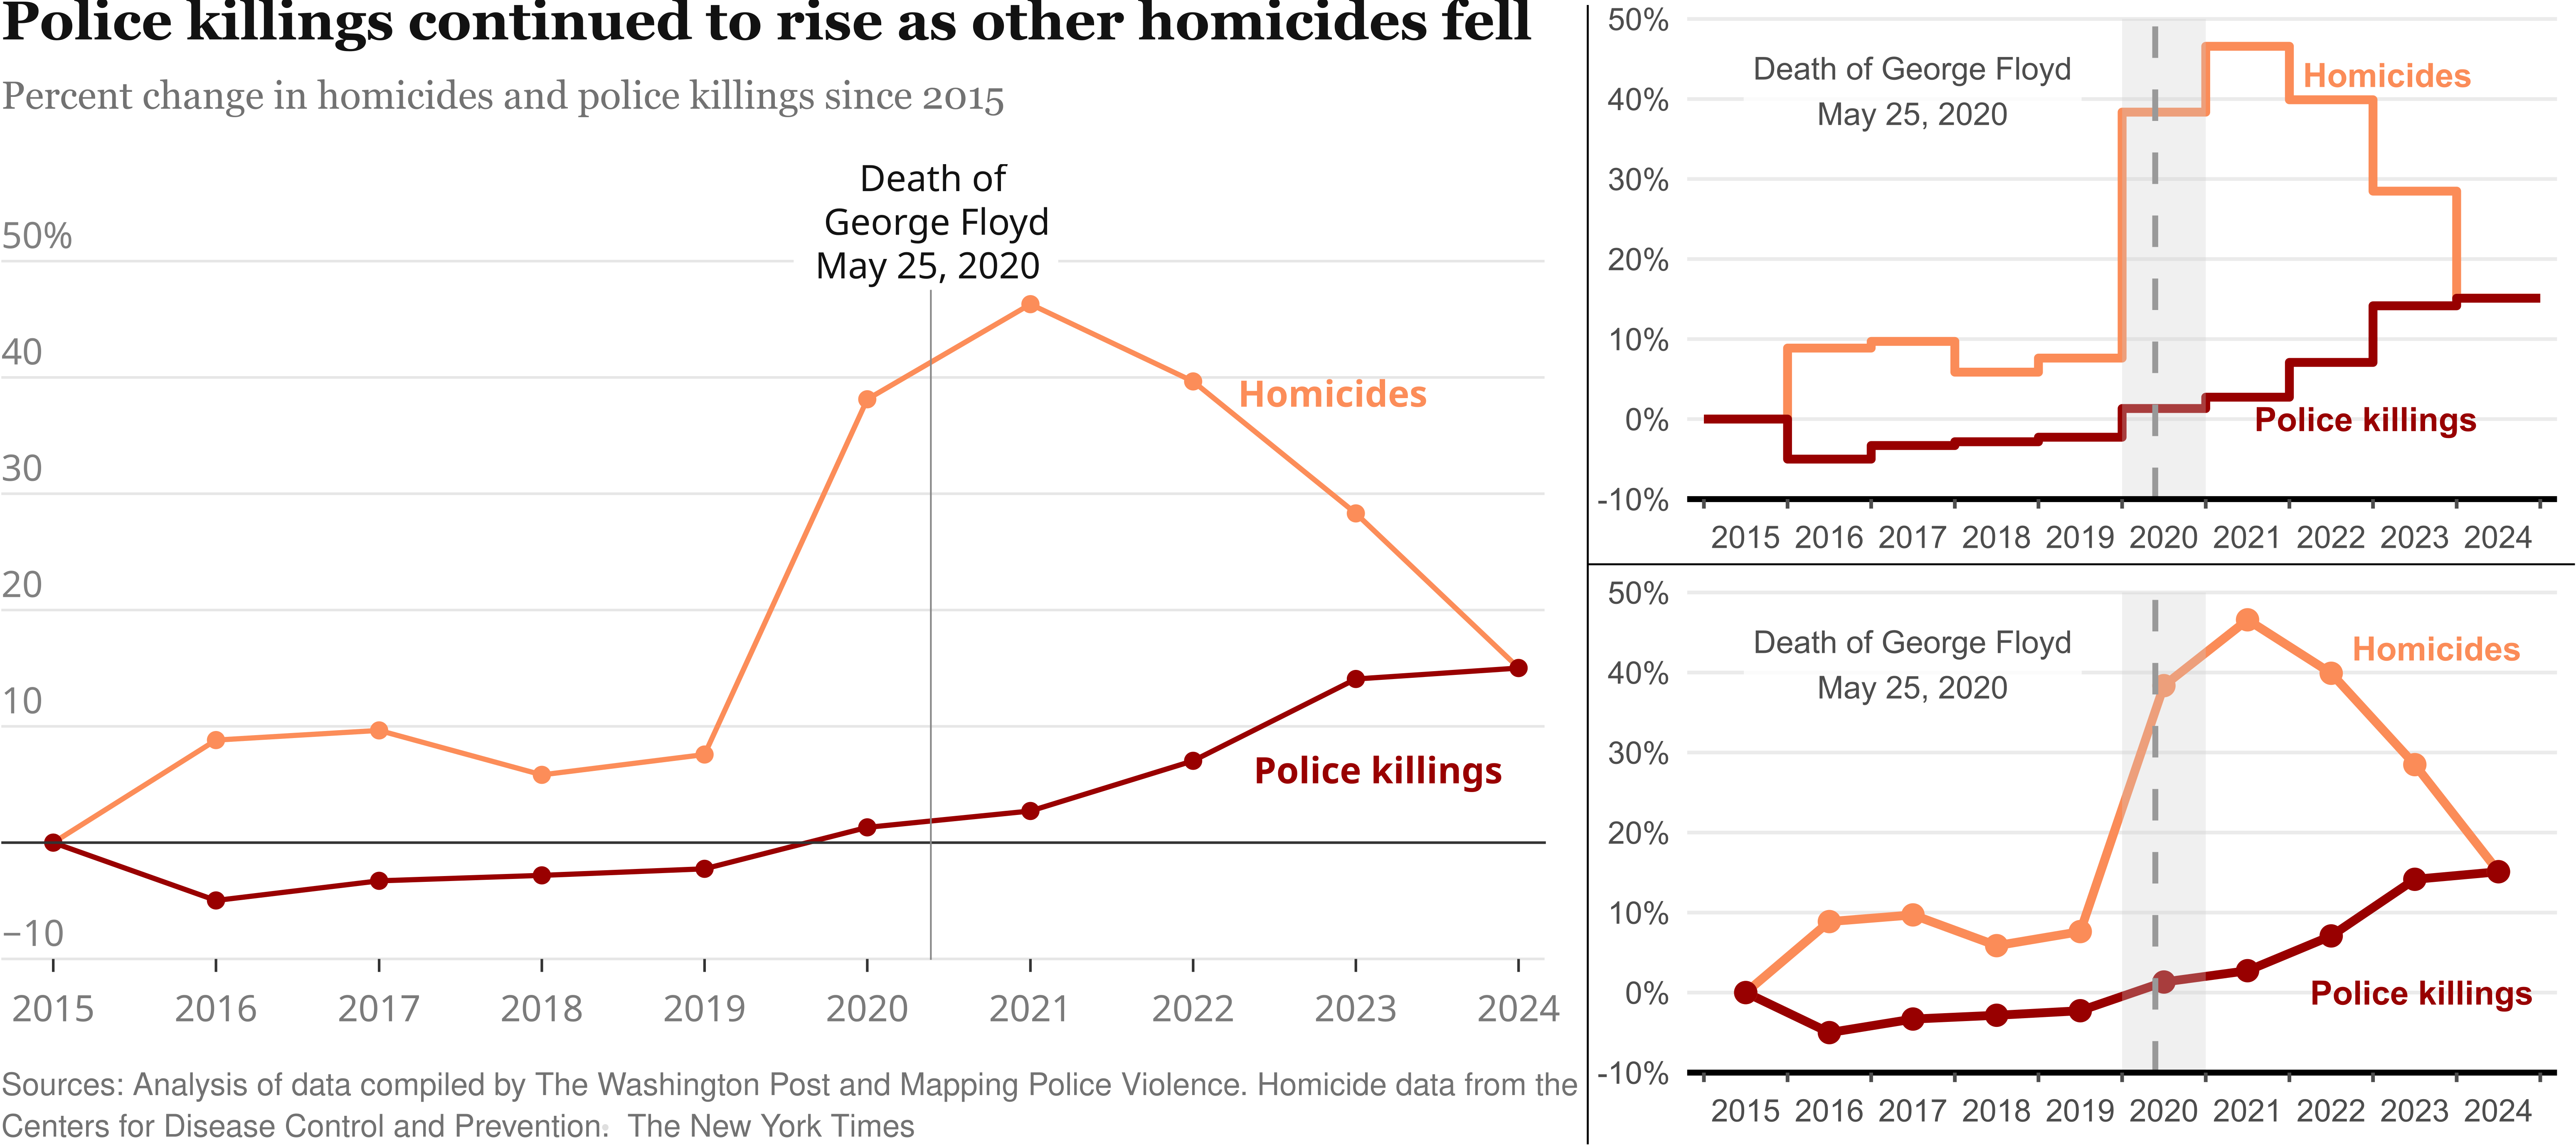 Police killings continued to rise as other homicides fell
Percent change in homicides and police killings since 2015
Death of
George Floyd
May 25, 2020
50%
40
30
20
10
−10
Homicides
Police killings
2015 2016 2017 2018 2019 2020 2021 2022 2023 2024
Sources: Analysis of data compiled by The Washington Post and Mapping Police Violence. Homicide data from the
Centers for Disease Control and Prevention. The New York Times
50%
40%
30%
20%
10%
0%
-10%
Death of George Floyd
May 25, 2020
Homicides
Police killings
2015 2016 2017 2018 2019 2020 2021 2022 2023 2024
50%
40%
30%
20%
10%
0%
-10%
Death of George Floyd
May 25, 2020
Homicides
Police killings
2015 2016 2017 2018 2019 2020 2021 2022 2023 2024